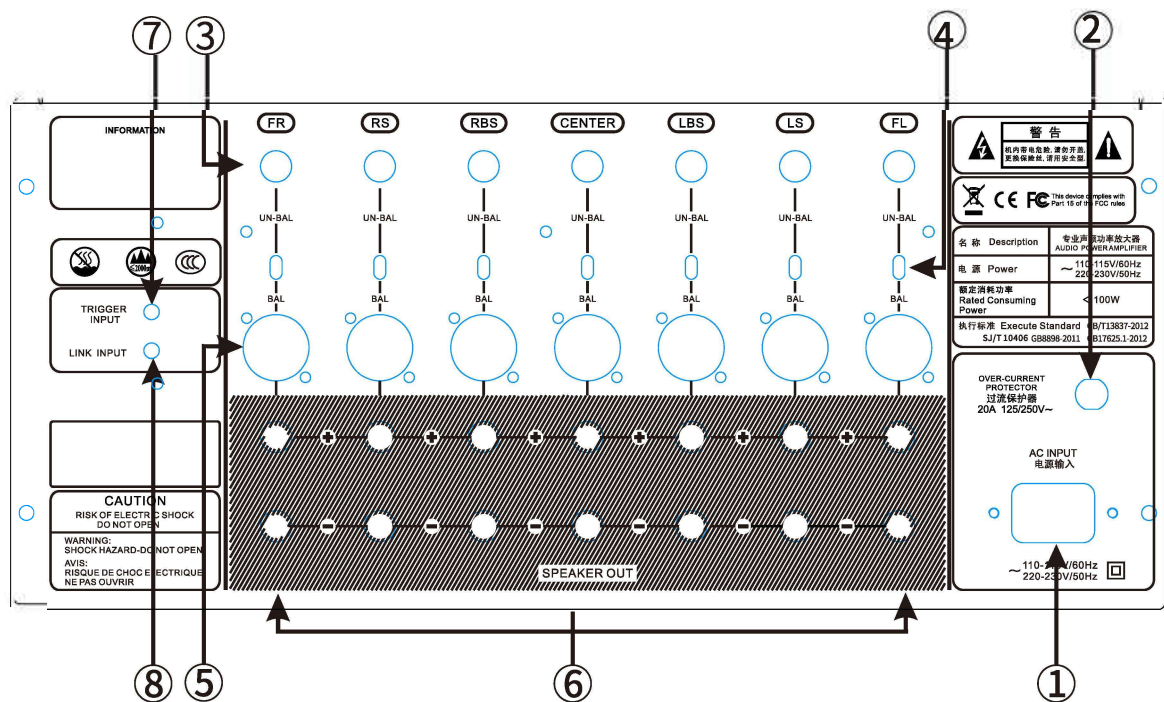 ⑦
③
④
②
INFORMATION
FR
RS
RBS
CENTER
LBS
LS
FL
警 告
机内带电危险, 请勿开盖,
更换保险丝, 请用安全型.
UN-BAL
UN-BAL
UN-BAL
UN-BAL
UN-BAL
UN-BAL
UN-BAL
CE FC This device complies with
Part 15 of the FCC rules
≤2000m
CCC
名 称 Description
专业声频功率放大器
AUDIO POWER AMPLIFIER
电 源 Power
~110-115V/60Hz
220-230V/50Hz
额定消耗功率
Rated Consuming
Power
< 100W
执行标准 Execute Standard GB/T13837-2012
SJ/T 10406 GB8898-2011 GB17625.1-2012
BAL
BAL
BAL
BAL
BAL
BAL
BAL
TRIGGER
INPUT
LINK INPUT
OVER-CURRENT
PROTECTOR
过流保护器
20A 125/250V~
AC INPUT
电源输入
~110-115V/60Hz
220-230V/50Hz
CAUTION
RISK OF ELECTRIC SHOCK
DO NOT OPEN
WARNING:
SHOCK HAZARD-DO NOT OPEN
AVIS:
RISQUE DE CHOC ELECTRIQUE
NE PAS OUVRIR
SPEAKER OUT
⑧
⑤
⑥
①